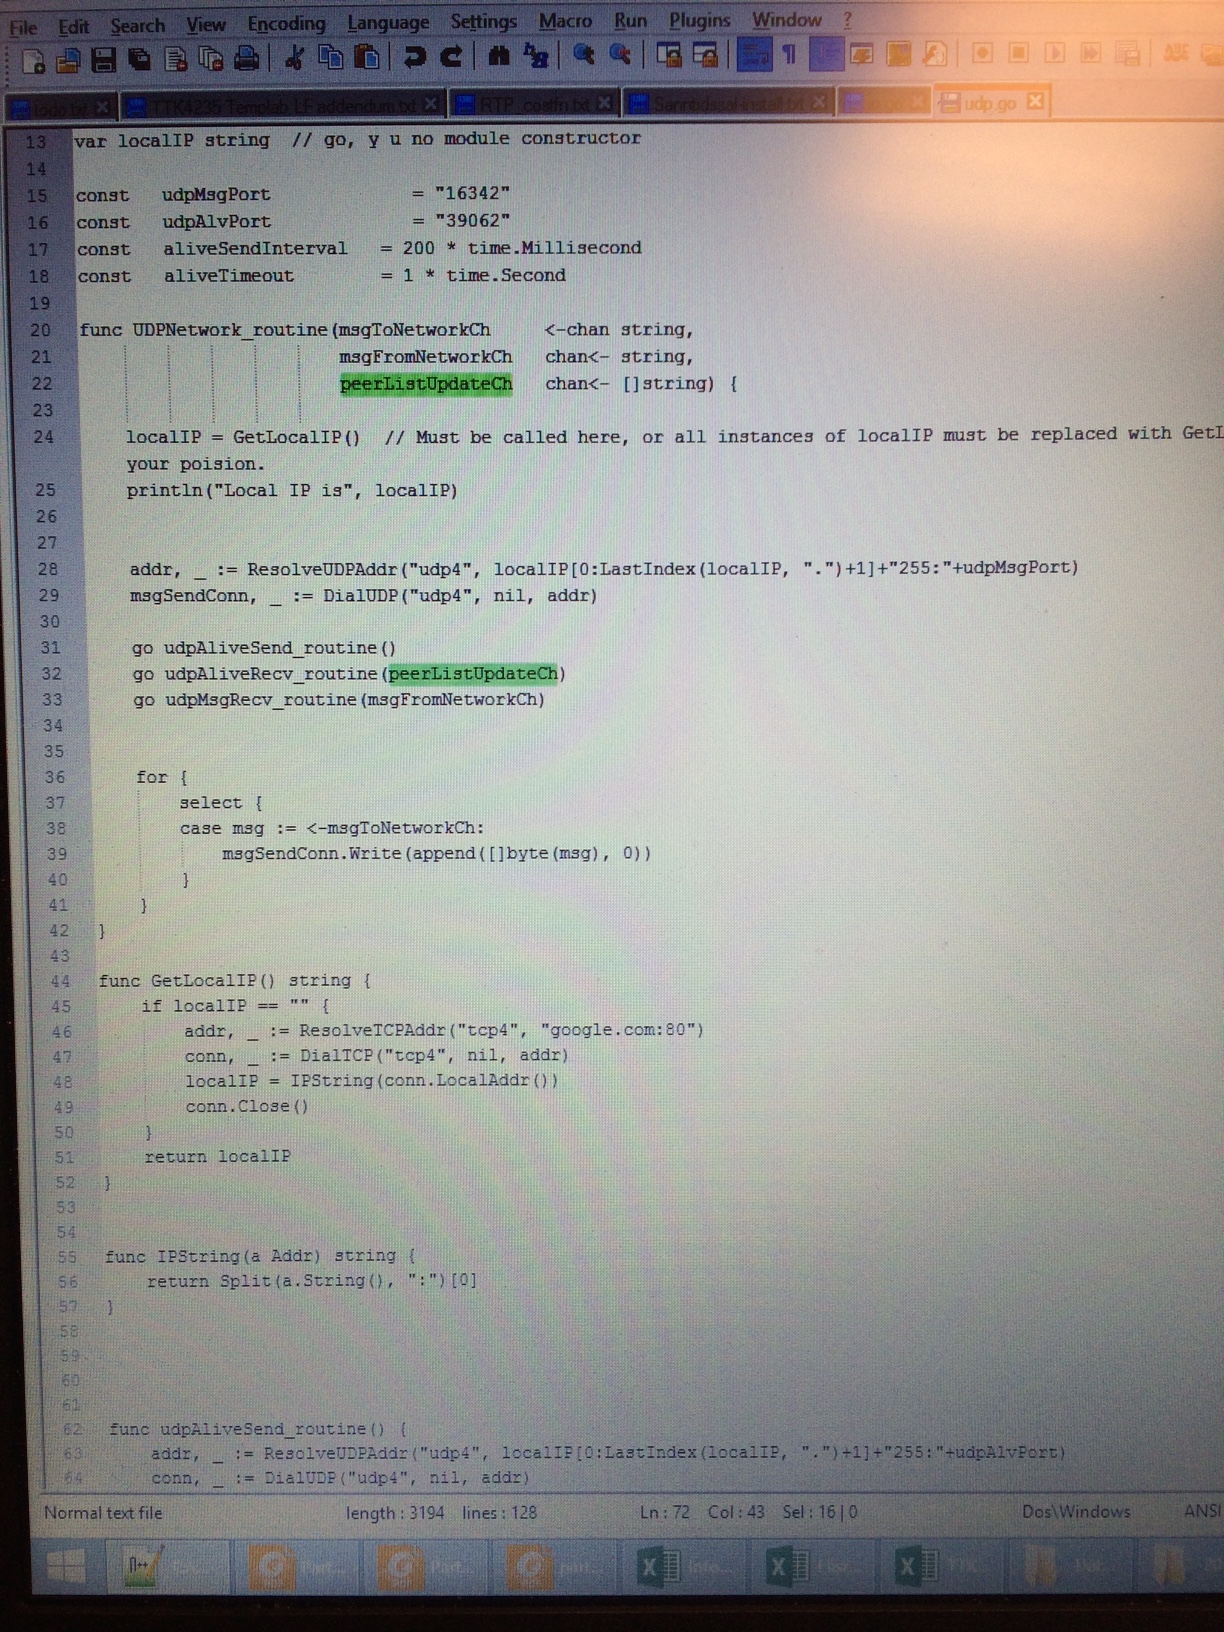 File Edit Search View Encoding Language Settings Macro Run Plugins Window ?
logo.txt TTK4235 Tamplab LF addendum.txt RTP_costfn.txt udp.go
13 var localIP string // go, y u no module constructor
14
15 const udpMsgPort = "16342"
16 const udpAlvPort = "39062"
17 const aliveSendInterval = 200 * time.Millisecond
18 const aliveTimeout = 1 * time.Second
19
20 func UDPNetwork_routine(msgToNetworkCh <-chan string,
21 msgFromNetworkCh chan<- string,
22 peerListUpdateCh chan<- []string) {
23
24 localIP = GetLocalIP() // Must be called here, or all instances of localIP must be replaced with GetL
your poision.
25 println("Local IP is", localIP)
26
27
28 addr, _ := ResolveUDPAddr("udp4", localIP[0:LastIndex(localIP, ".")+1]+"255:"+udpMsgPort)
29 msgSendConn, _ := DialUDP("udp4", nil, addr)
30
31 go udpAliveSend_routine()
32 go udpAliveRecv_routine(peerListUpdateCh)
33 go udpMsgRecv_routine(msgFromNetworkCh)
34
35
36 for {
37 select {
38 case msg := <-msgToNetworkCh:
39 msgSendConn.Write(append([]byte(msg), 0))
40 }
41 }
42 }
43
44 func GetLocalIP() string {
45 if localIP == "" {
46 addr, _ := ResolveTCPAddr("tcp4", "google.com:80")
47 conn, _ := DialTCP("tcp4", nil, addr)
48 localIP = IPString(conn.LocalAddr())
49 conn.Close()
50 }
51 return localIP
52 }
53
54
55 func IPString(a Addr) string {
56 return Split(a.String(), ":")[0]
57 }
58
59
60
61
62 func udpAliveSend_routine() {
63 addr, _ := ResolveUDPAddr("udp4", localIP[0:LastIndex(localIP, ".")+1]+"255:"+udpAlvPort)
64 conn, _ := DialUDP("udp4", nil, addr)
Normal text file length : 3194 lines : 128 Ln : 72 Col : 43 Sel : 16 | 0 Dos\Windows ANSI